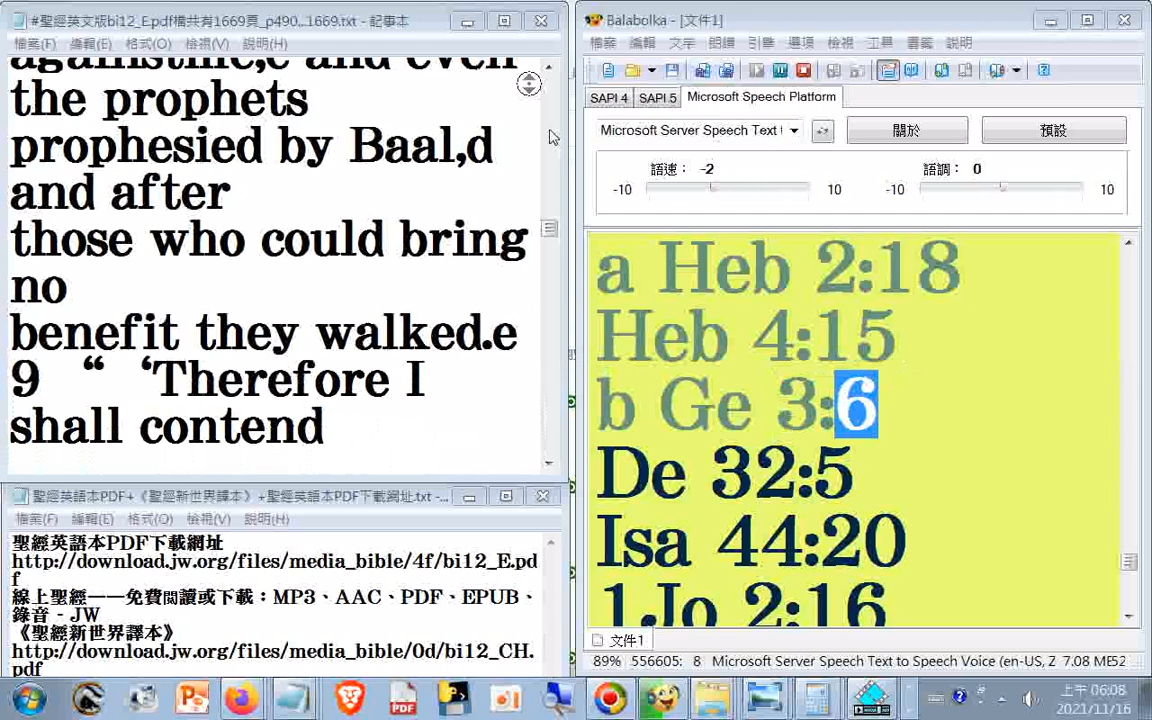 #聖經英文版bi12_E.pdf檔共有1669頁_p490,..1669.txt - 記事本
檔案(F) 編輯(E) 格式(O) 檢視(V) 說明(H)
againstme,c and even
the prophets
prophesied by Baal,d
and after
those who could bring
no
benefit they walked.e
9 “ ‘Therefore I
shall contend
聖經英語本PDF+《聖經新世界譯本》+聖經英語本PDF下載網址.txt - ...
檔案(F) 編輯(E) 格式(O) 檢視(V) 說明(H)
聖經英語本PDF下載網址
http://download.jw.org/files/media_bible/4f/bi12_E.pd
f
線上聖經——免費閱讀或下載：MP3、AAC、PDF、EPUB、
錄音 - JW
《聖經新世界譯本》
http://download.jw.org/files/media_bible/0d/bi12_CH.
pdf
Balabolka - [文件1]
檔案 編輯 文字 朗讀 引擎 選項 檢視 工具 書籤 說明
SAPI 4 SAPI 5 Microsoft Speech Platform
Microsoft Server Speech Text 關於 預設
語速： -2 語調： 0
-10 10 -10 10
a Heb 2:18
Heb 4:15
b Ge 3:6
De 32:5
Isa 44:20
1Jo 2:16
文件1
89% 556605: 8 Microsoft Server Speech Text to Speech Voice (en-US, Z 7.08 ME52
上午 06:08
2021/11/16